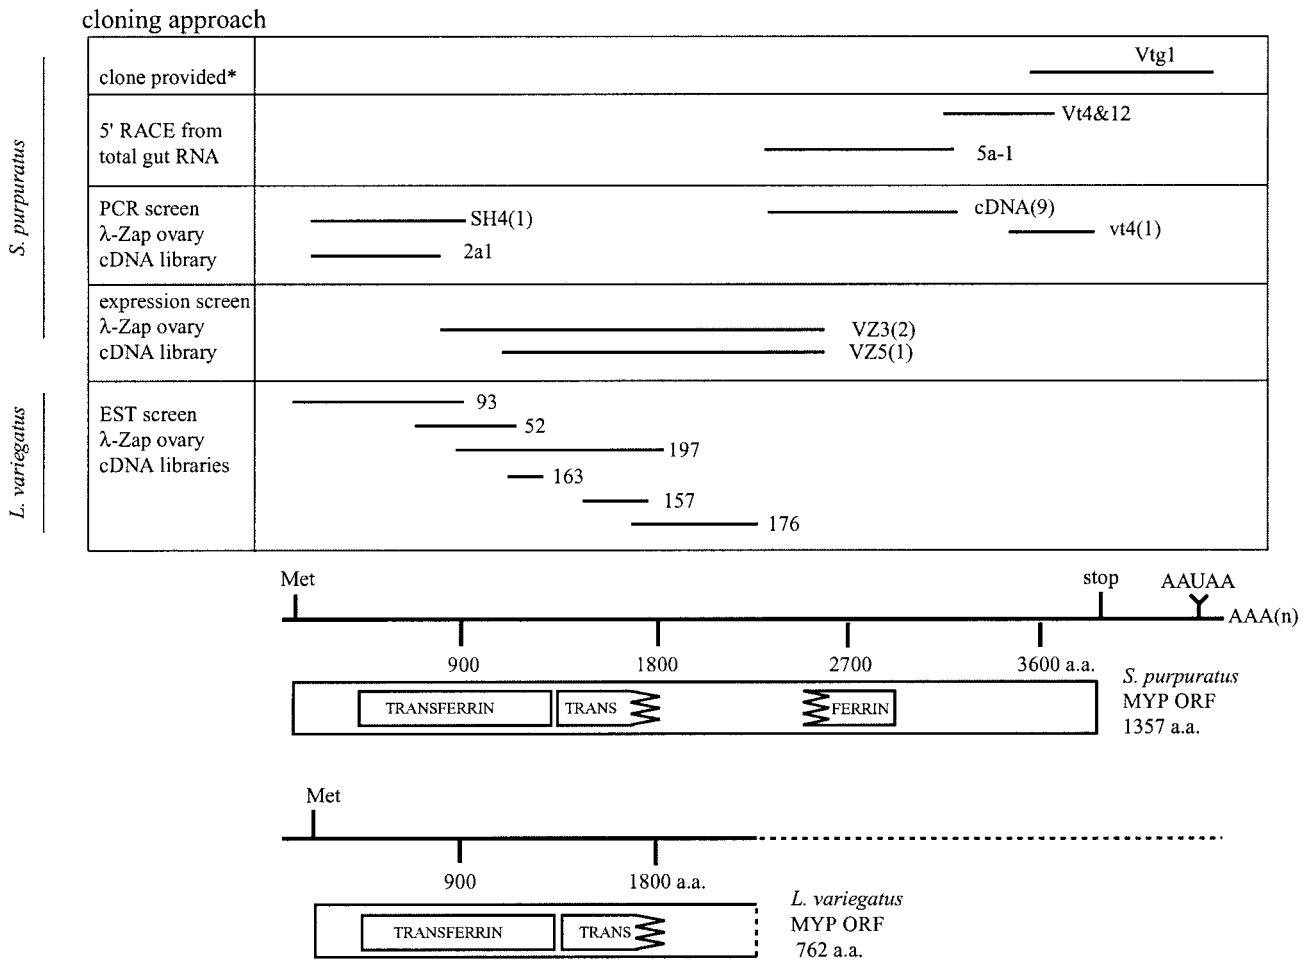 cloning approach
S. purpuratus
clone provided*
Vtg1
5' RACE from
total gut RNA
Vt4&12
5a-1
PCR screen
λ-Zap ovary
cDNA library
SH4(1)
2a1
cDNA(9)
vt4(1)
expression screen
λ-Zap ovary
cDNA library
VZ3(2)
VZ5(1)
L. variegatus
EST screen
λ-Zap ovary
cDNA libraries
93
52
197
163
157
176
Met
stop
AAUAA
AAA(n)
900
1800
2700
3600 a.a.
TRANSFERRIN
TRANS
FERRIN
S. purpuratus
MYP ORF
1357 a.a.
Met
900
1800 a.a.
TRANSFERRIN
TRANS
L. variegatus
MYP ORF
762 a.a.